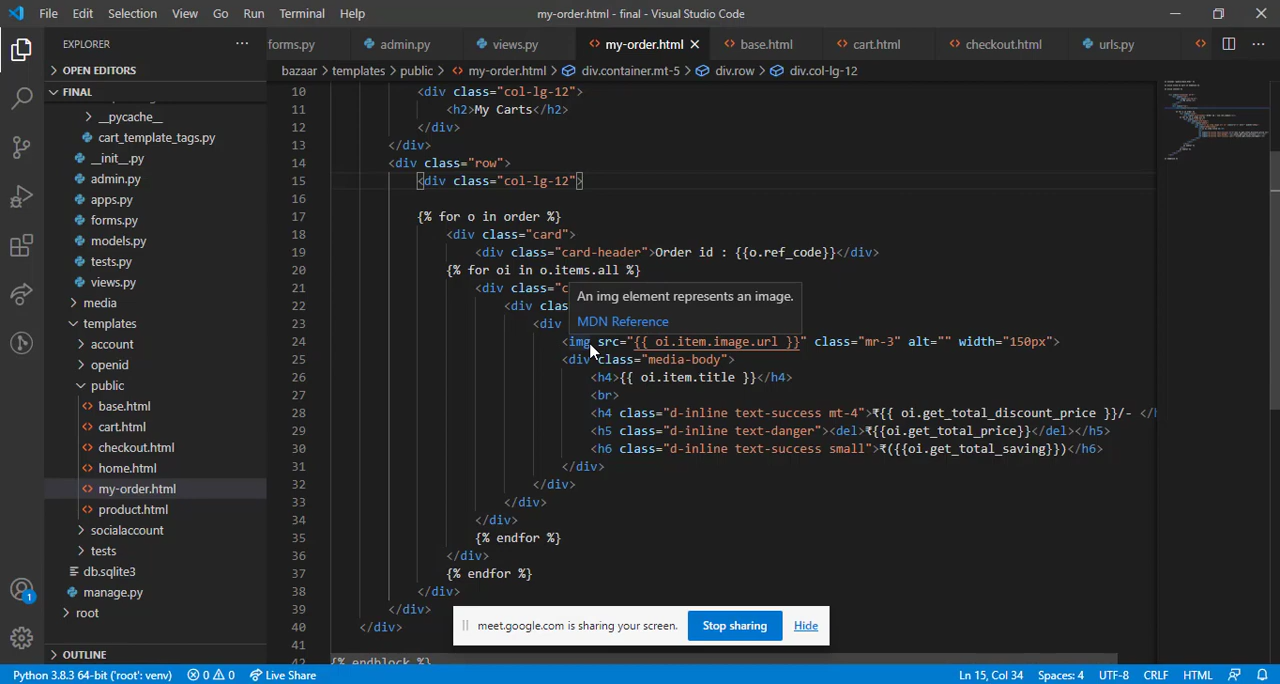 File Edit Selection View Go Run Terminal Help
my-order.html - final - Visual Studio Code
EXPLORER
forms.py admin.py views.py my-order.html base.html cart.html checkout.html urls.py
OPEN EDITORS
bazaar > templates > public > my-order.html > div.container.mt-5 > div.row > div.col-lg-12
FINAL
__pycache__
cart_template_tags.py
__init__.py
admin.py
apps.py
forms.py
models.py
tests.py
views.py
media
templates
account
openid
public
base.html
cart.html
checkout.html
home.html
my-order.html
product.html
socialaccount
tests
db.sqlite3
manage.py
root
OUTLINE
10 <div class="col-lg-12">
11 <h2>My Carts</h2>
12 </div>
13 </div>
14 <div class="row">
15 <div class="col-lg-12">
16
17 {% for o in order %}
18 <div class="card">
19 <div class="card-header">Order id : {{o.ref_code}}</div>
20 {% for oi in o.items.all %}
21 <div class="c
22 <div clas
23 <div
An img element represents an image.
MDN Reference
24 <img src="{{ oi.item.image.url }}" class="mr-3" alt="" width="150px">
25 <div class="media-body">
26 <h4>{{ oi.item.title }}</h4>
27 <br>
28 <h4 class="d-inline text-success mt-4">₹{{ oi.get_total_discount_price }}/- </h
29 <h5 class="d-inline text-danger"><del>₹{{oi.get_total_price}}</del></h5>
30 <h6 class="d-inline text-success small">₹({{oi.get_total_saving}})</h6>
31 </div>
32 </div>
33 </div>
34 </div>
35 {% endfor %}
36 </div>
37 {% endfor %}
38 </div>
39 </div>
40 </div>
41
42 {% endblock %}
meet.google.com is sharing your screen. Stop sharing Hide
1
Python 3.8.3 64-bit ('root': venv) 0 0 Live Share Ln 15, Col 34 Spaces: 4 UTF-8 CRLF HTML